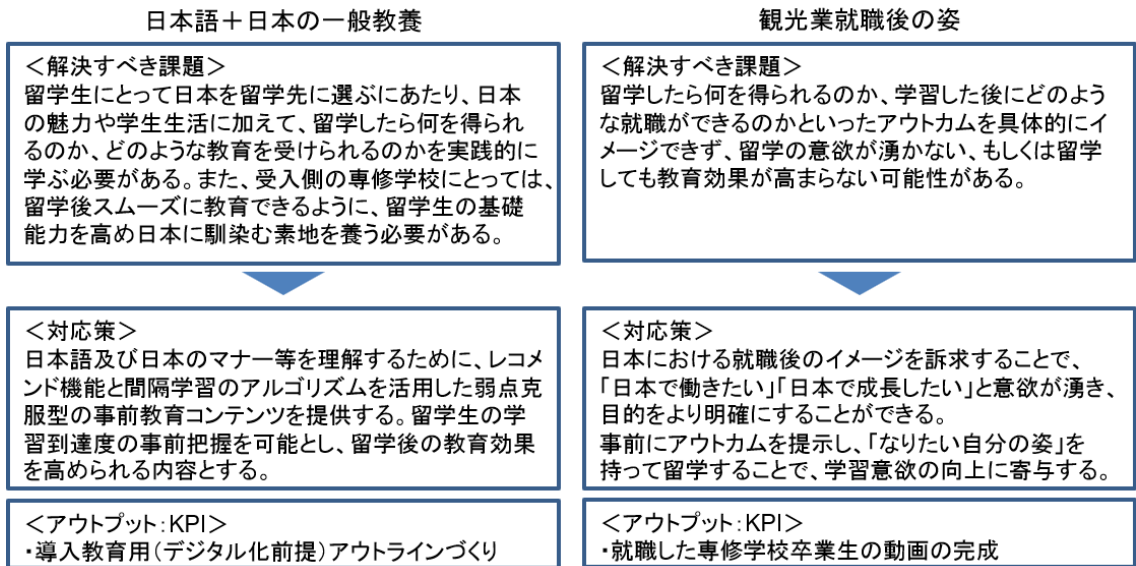 日本語＋日本の一般教養
＜解決すべき課題＞
留学生にとって日本を留学先に選ぶにあたり、日本
の魅力や学生生活に加えて、留学したら何を得られ
るのか、どのような教育を受けられるのかを実践的に
学ぶ必要がある。また、受入側の専修学校にとっては、
留学後スムーズに教育できるように、留学生の基礎
能力を高め日本に馴染む素地を養う必要がある。
＜対応策＞
日本語及び日本のマナー等を理解するために、レコメ
ンド機能と間隔学習のアルゴリズムを活用した弱点克
服型の事前教育コンテンツを提供する。留学生の学
習到達度の事前把握を可能とし、留学後の教育効果
を高められる内容とする。
＜アウトプット：KPI＞
・導入教育用（デジタル化前提）アウトラインづくり
観光業就職後の姿
＜解決すべき課題＞
留学したら何を得られるのか、学習した後にどのよう
な就職ができるのかといったアウトカムを具体的にイ
メージできず、留学の意欲が湧かない、もしくは留学
しても教育効果が高まらない可能性がある。
＜対応策＞
日本における就職後のイメージを訴求することで、
「日本で働きたい」「日本で成長したい」と意欲が湧き、
目的をより明確にすることができる。
事前にアウトカムを提示し、「なりたい自分の姿」を
持って留学することで、学習意欲の向上に寄与する。
＜アウトプット：KPI＞
・就職した専修学校卒業生の動画の完成